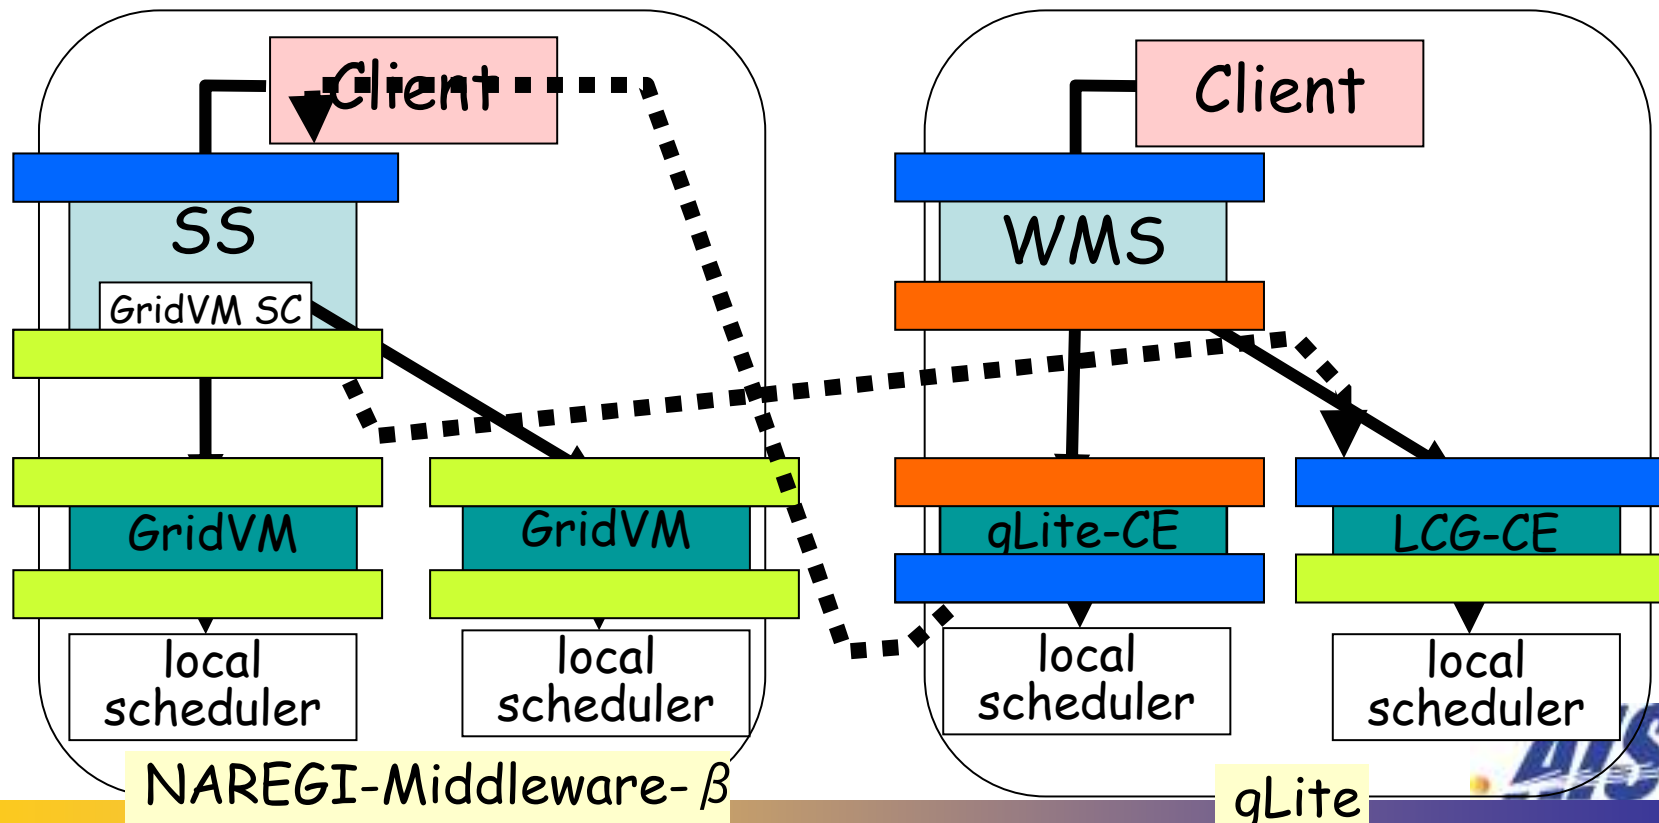 Client
SS
GridVM SC
GridVM
GridVM
local
scheduler
local
scheduler
NAREGI-Middleware-β
Client
WMS
gLite-CE
LCG-CE
local
scheduler
local
scheduler
gLite